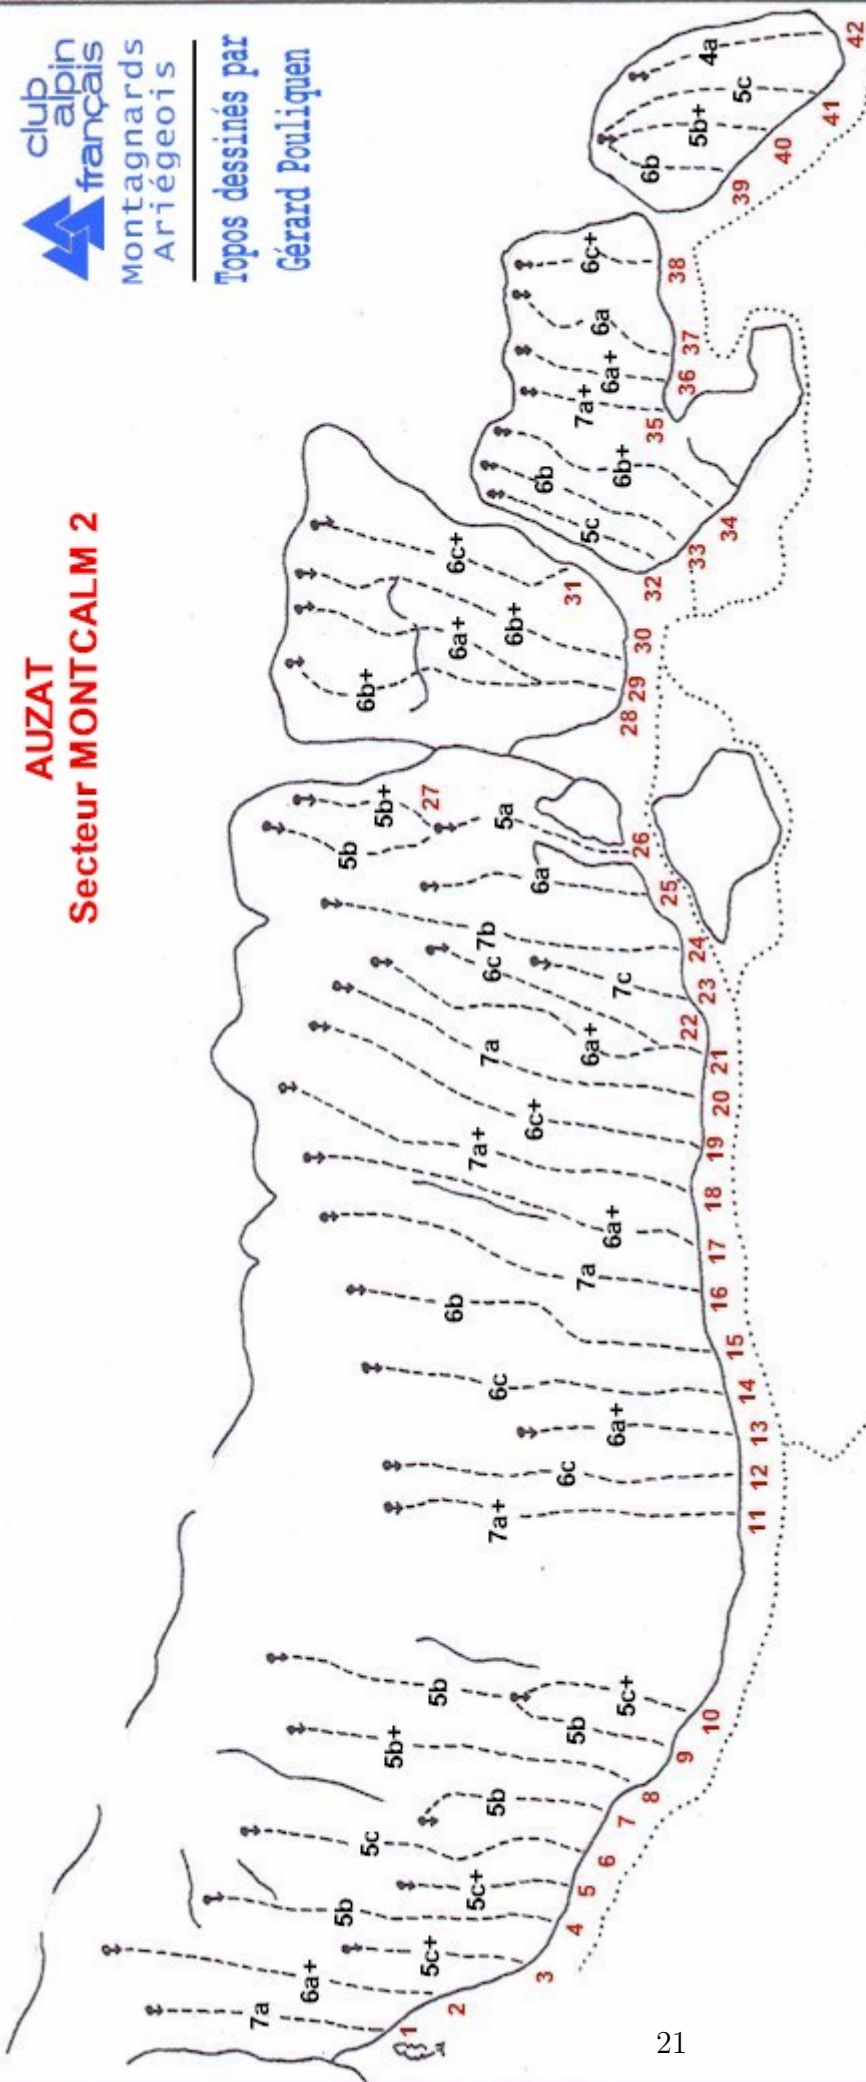 AUZAT
Secteur MONTCALM 2
club
alpin
français
Montagnards
Ariégeois
Topos dessinés par
Gérard Pouliquen
7a
6a+
5c+
5b
5c+
5c
5b
5b+
5b
5b
5c+
7a+
6c
6a+
6c
6b
7a
6a+
7a+
6c+
7a
6a+
6c
7c
7b
6a
5a
5b
5b+
6b+
6a+
6b+
6c+
5c
6b
6b+
7a+
6a+
6a
6c+
6b
5b+
5c
4a
1
2
3
4
5
6
7
8
9
10
11
12
13
14
15
16
17
18
19
20
21
22
23
24
25
26
27
28
29
30
31
32
33
34
35
36
37
38
39
40
41
42
21